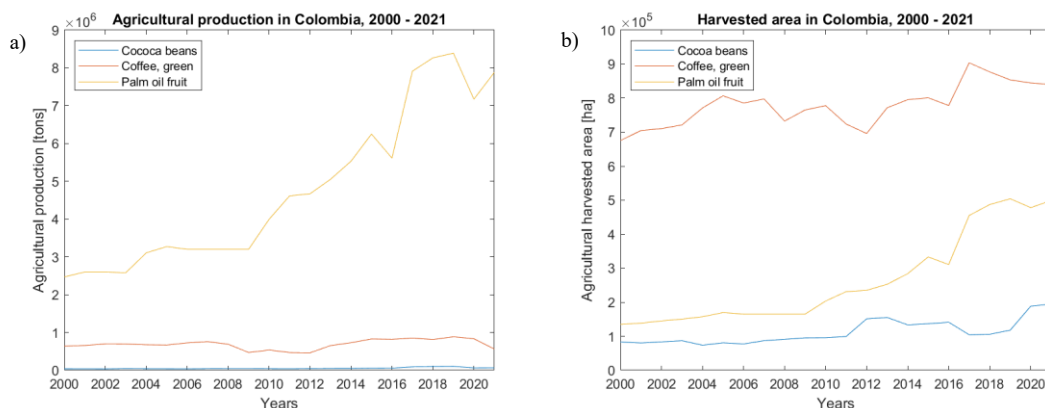 a)
Agricultural production in Colombia, 2000 - 2021
×10⁶
9
8
7
6
5
4
3
2
1
0
Agricultural production [tons]
Cococa beans
Coffee, green
Palm oil fruit
2000 2002 2004 2006 2008 2010 2012 2014 2016 2018 2020
Years
b)
Harvested area in Colombia, 2000 - 2021
×10⁵
10
9
8
7
6
5
4
3
2
1
0
Agricultural harvested area [ha]
Cocoa beans
Coffee, green
Palm oil fruit
2000 2002 2004 2006 2008 2010 2012 2014 2016 2018 2020
Years